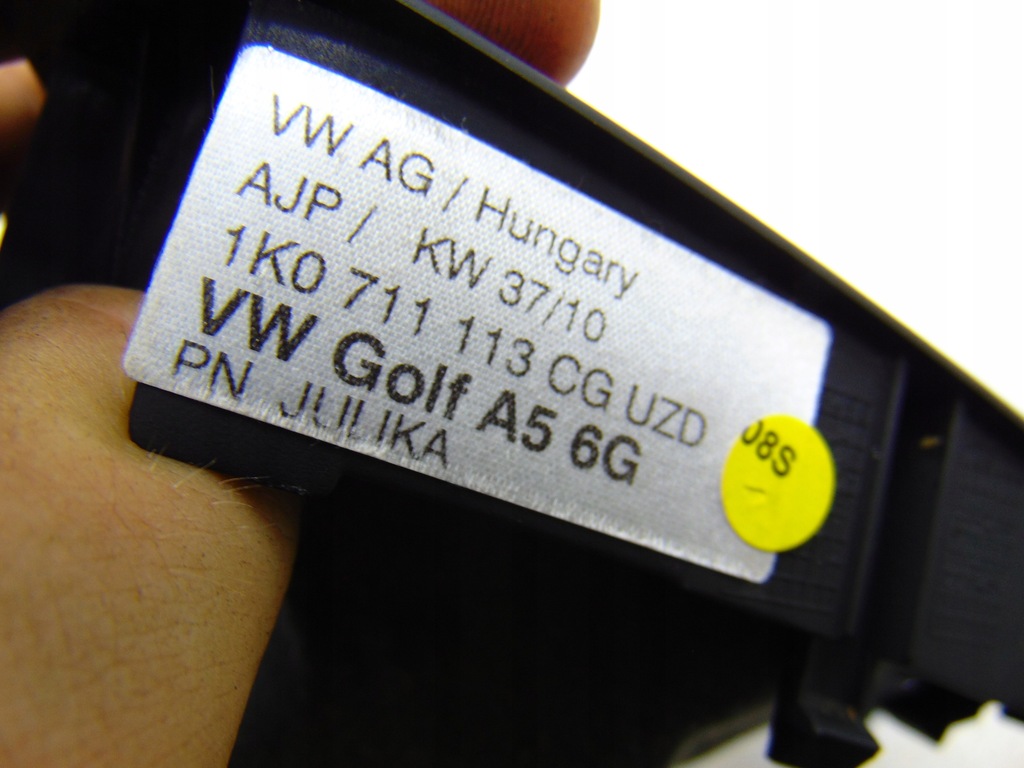 VW AG / Hungary
AJP / KW 37/10
1K0 711 113 CG UZD
VW Golf A5 6G
PN JULIKA
08S